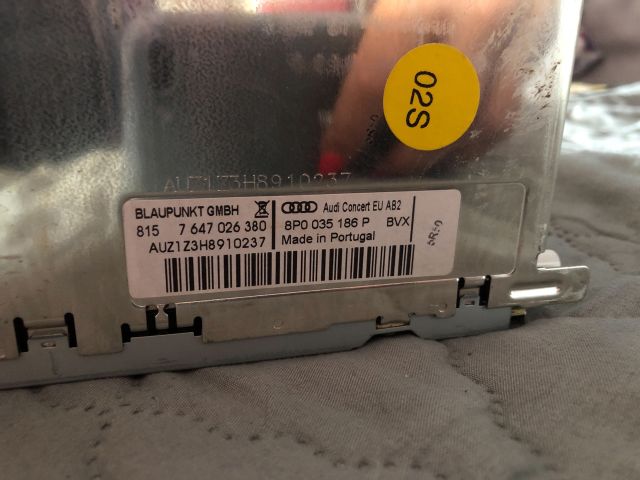 02S
AUZ1Z3H8910237
BLAUPUNKT GMBH
815 7 647 026 380
AUZ1Z3H8910237
Audi Concert EU AB2
8P0 035 186 P BVX
Made in Portugal